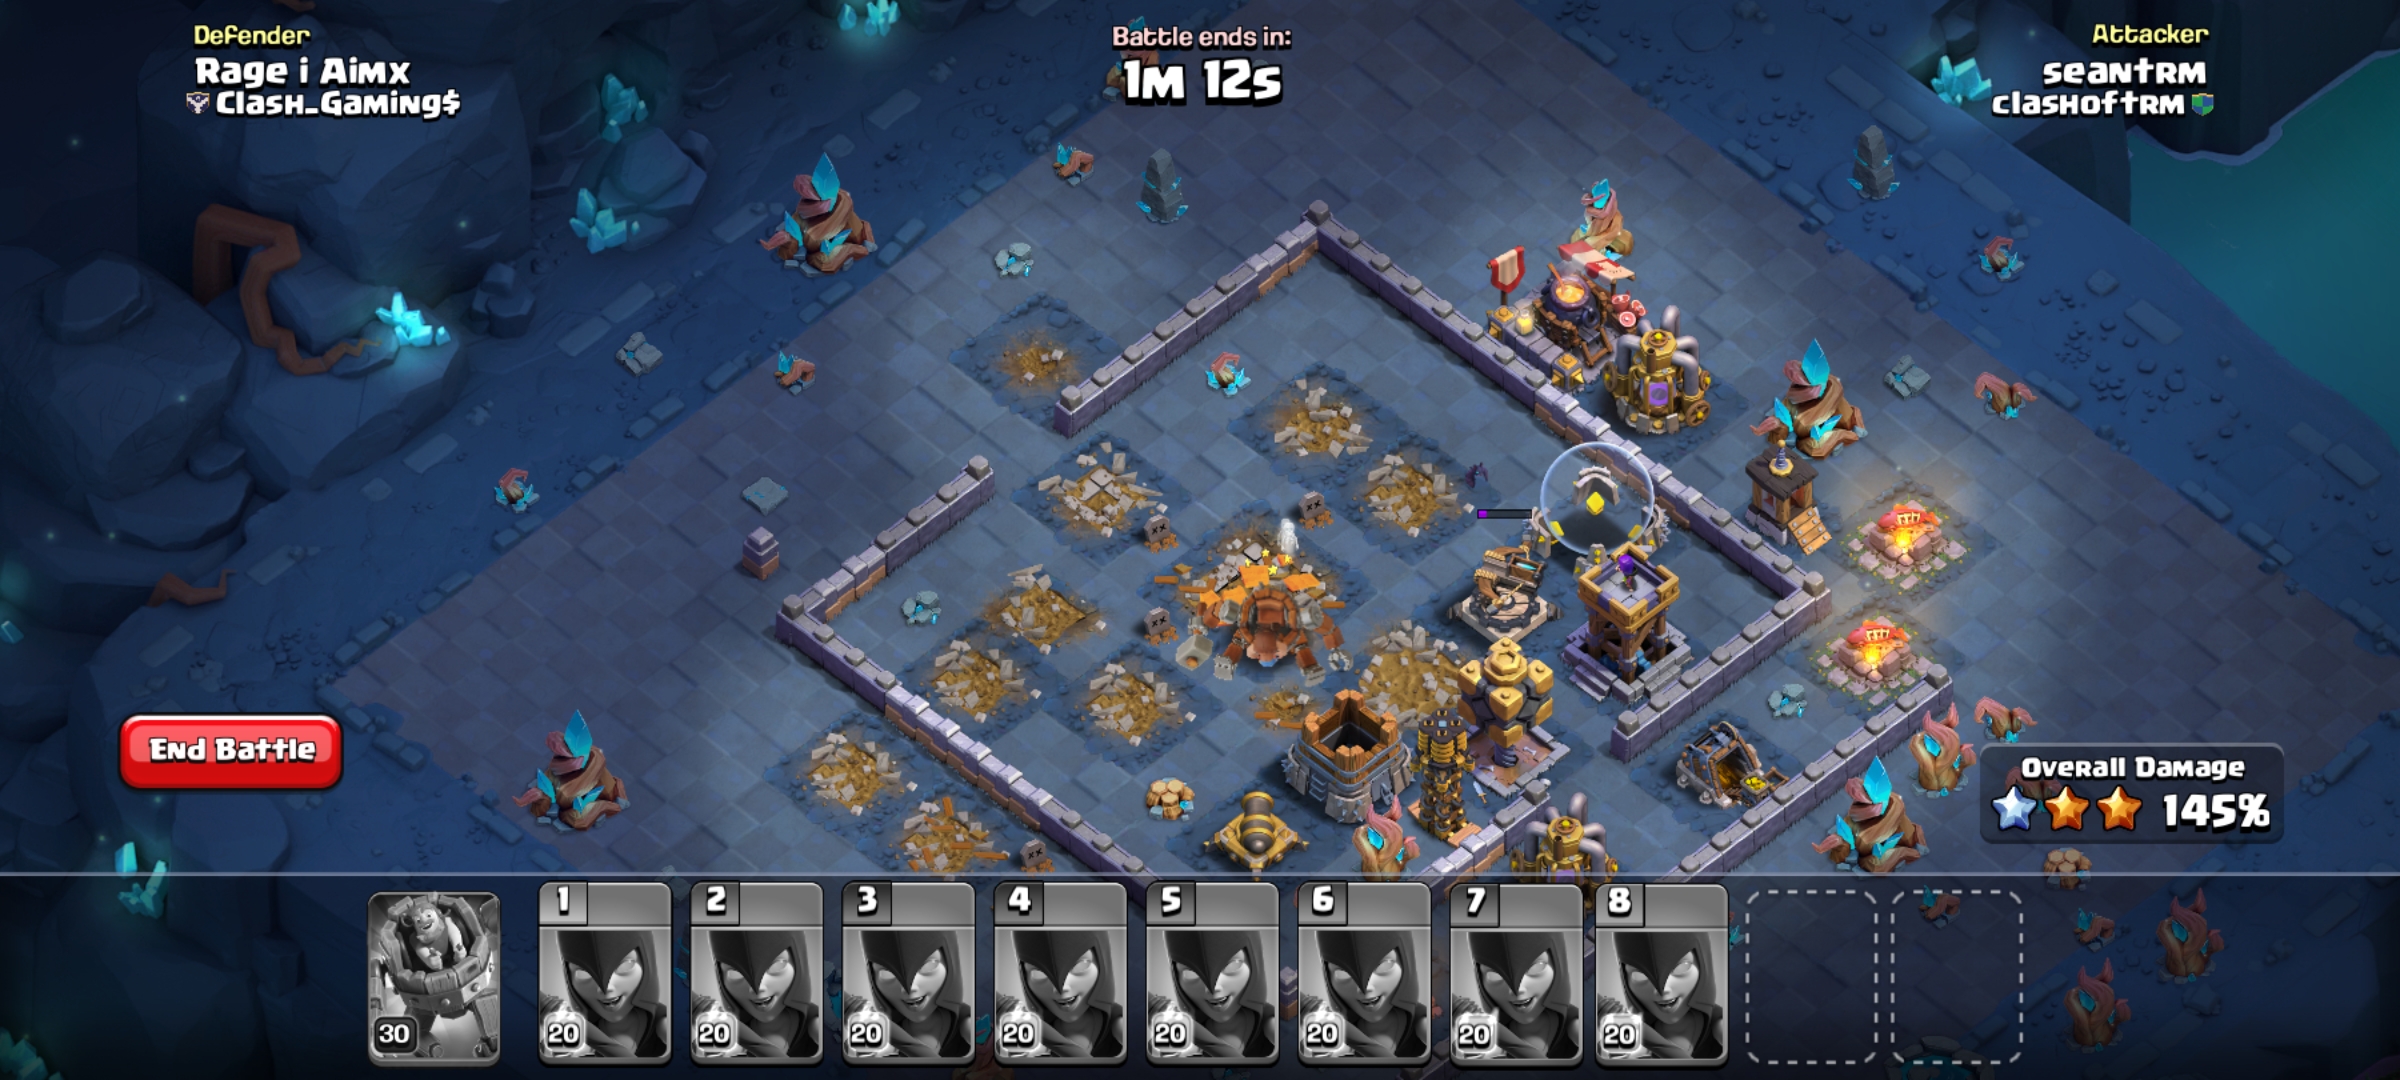 Defender
Rage i Aimx
Clash_Gaming$
Battle ends in:
1M 12s
Attacker
seantrm
clashoftrm
End Battle
Overall Damage
145%
30
1
20
2
20
3
20
4
20
5
20
6
20
7
20
8
20